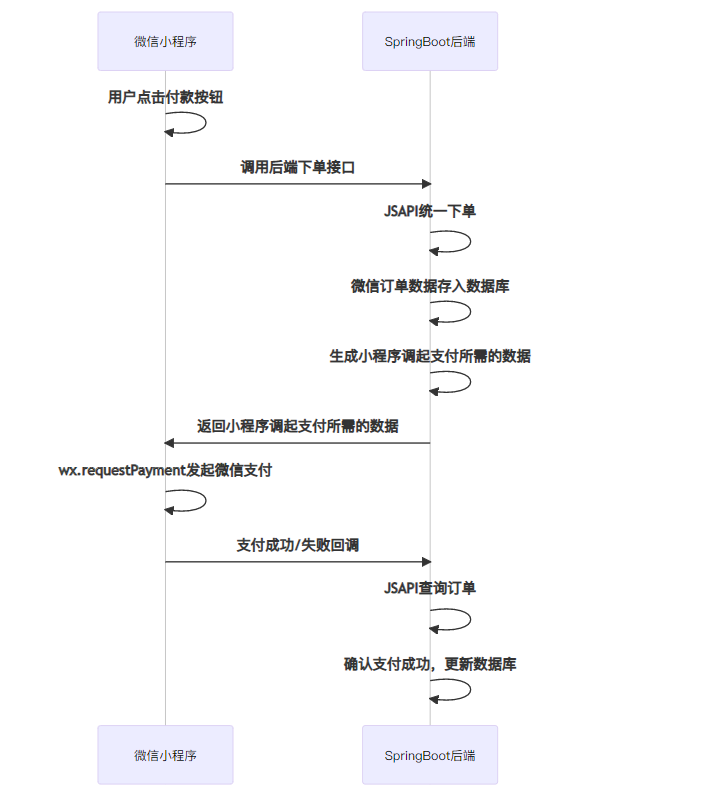 微信小程序
SpringBoot后端
用户点击付款按钮
调用后端下单接口
JSAPI统一下单
微信订单数据存入数据库
生成小程序调起支付所需的数据
返回小程序调起支付所需的数据
wx.requestPayment发起微信支付
支付成功/失败回调
JSAPI查询订单
确认支付成功，更新数据库
微信小程序
SpringBoot后端